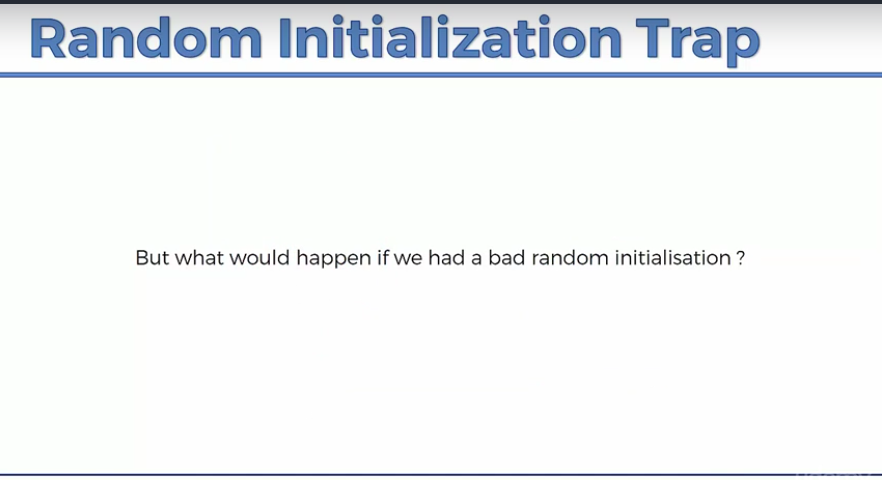 Random Initialization Trap
But what would happen if we had a bad random initialisation ?